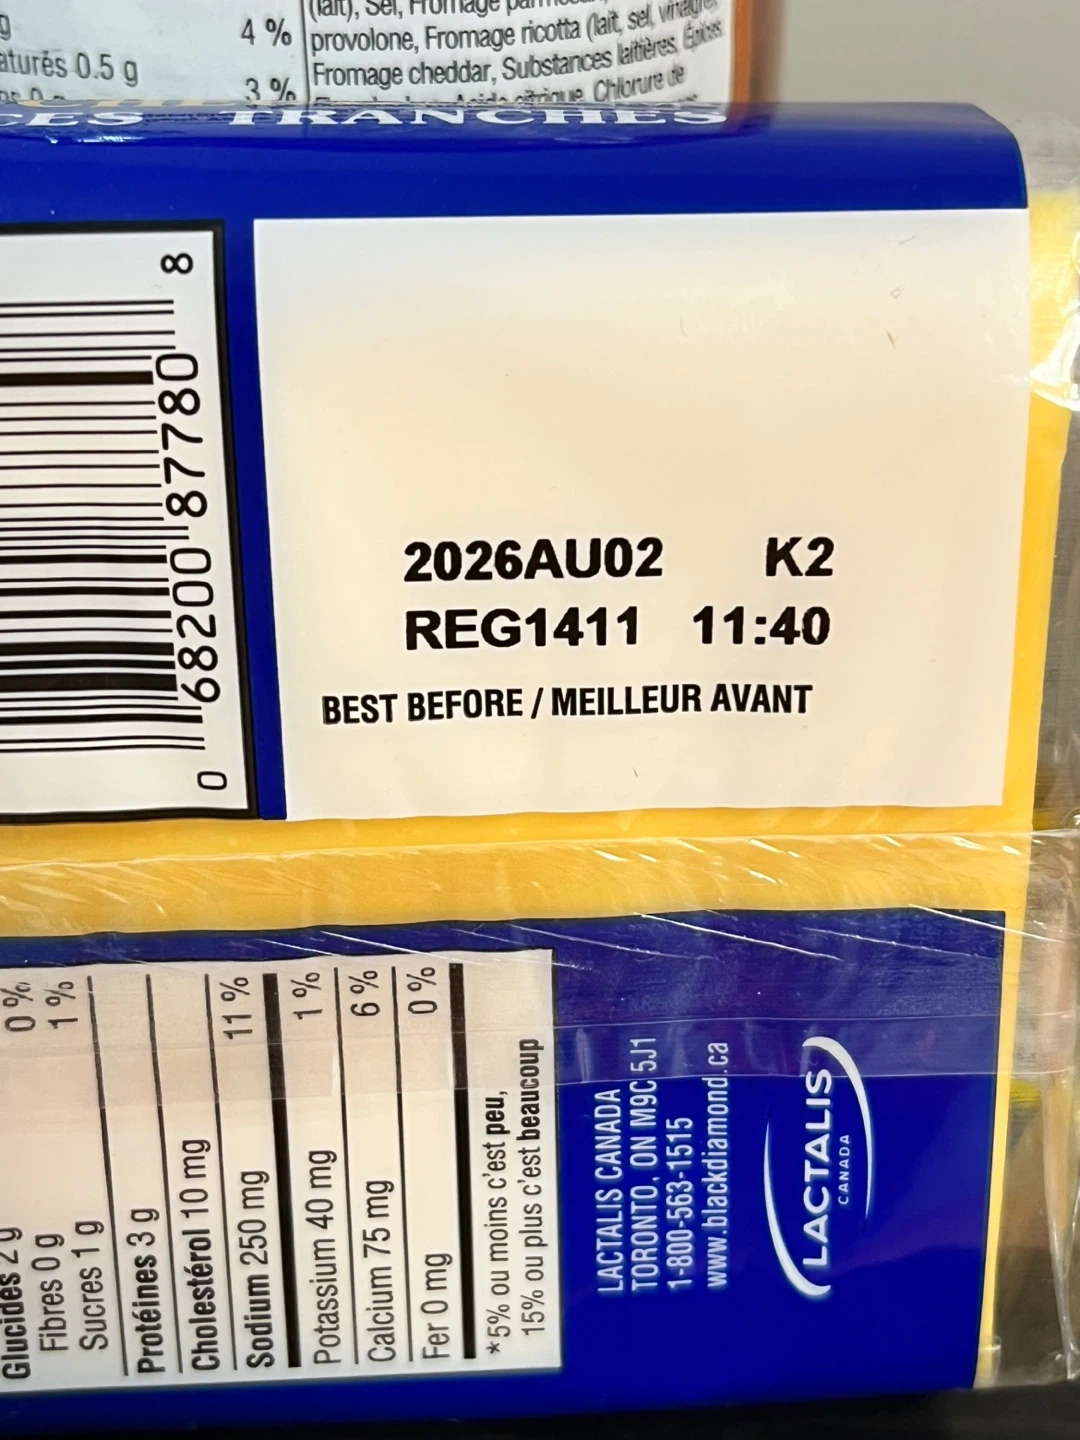 4 %
aturés 0.5 g
3 %
provolone, Fromage ricotta (lait, sel, vinaigre,
Fromage cheddar, Substances laitières, Épices
Chlorure de
TRANCHES
0 68200 87780 8
2026AU02 K2
REG1411 11:40
BEST BEFORE / MEILLEUR AVANT
Glucides 2 g
Fibres 0 g 0 %
Sucres 1 g 1 %
Protéines 3 g
Cholestérol 10 mg
Sodium 250 mg 11 %
Potassium 40 mg 1 %
Calcium 75 mg 6 %
Fer 0 mg 0 %
*5% ou moins c'est peu,
15% ou plus c'est beaucoup
LACTALIS CANADA
TORONTO, ON M9C 5J1
1-800-563-1515
www.blackdiamond.ca
LACTALIS
CANADA